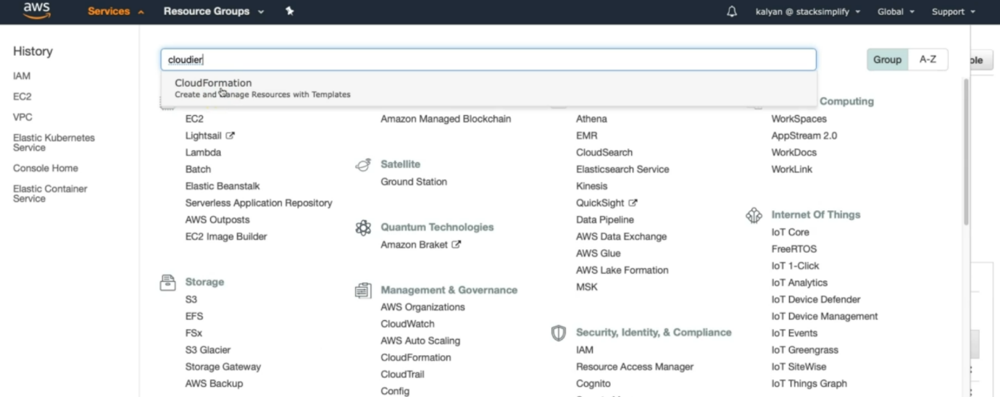 aws
Services
Resource Groups
kalyan @ stacksimplify
Global
Support
History
IAM
EC2
VPC
Elastic Kubernetes
Service
Console Home
Elastic Container
Service
cloudier
Group
A-Z
CloudFormation
Create and Manage Resources with Templates
EC2
Lightsail
Lambda
Batch
Elastic Beanstalk
Serverless Application Repository
AWS Outposts
EC2 Image Builder
Storage
S3
EFS
FSx
S3 Glacier
Storage Gateway
AWS Backup
Amazon Managed Blockchain
Satellite
Ground Station
Quantum Technologies
Amazon Braket
Management & Governance
AWS Organizations
CloudWatch
AWS Auto Scaling
CloudFormation
CloudTrail
Config
Athena
EMR
CloudSearch
Elasticsearch Service
Kinesis
QuickSight
Data Pipeline
AWS Data Exchange
AWS Glue
AWS Lake Formation
MSK
Security, Identity, & Compliance
IAM
Resource Access Manager
Cognito
Computing
WorkSpaces
AppStream 2.0
WorkDocs
WorkLink
Internet Of Things
IoT Core
FreeRTOS
IoT 1-Click
IoT Analytics
IoT Device Defender
IoT Device Management
IoT Events
IoT Greengrass
IoT SiteWise
IoT Things Graph